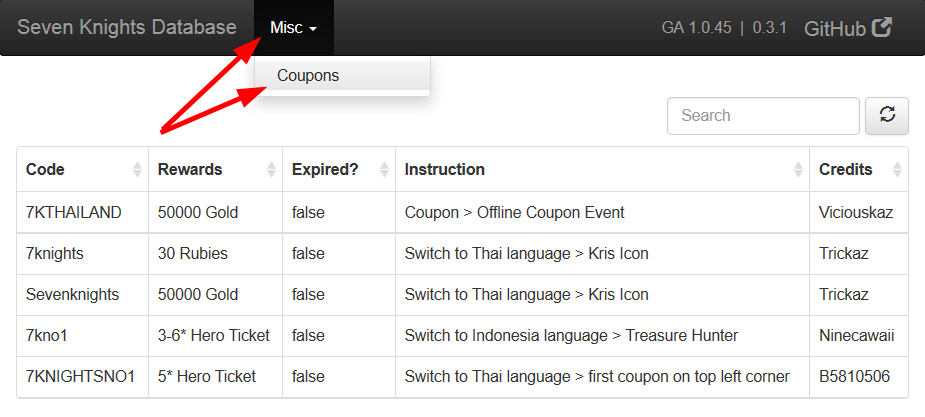 Seven Knights Database Misc GA 1.0.45 | 0.3.1 GitHub
Coupons
Search
Code Rewards Expired? Instruction Credits
7KTHAILAND 50000 Gold false Coupon > Offline Coupon Event Viciouskaz
7knights 30 Rubies false Switch to Thai language > Kris Icon Trickaz
Sevenknights 50000 Gold false Switch to Thai language > Kris Icon Trickaz
7kno1 3-6* Hero Ticket false Switch to Indonesia language > Treasure Hunter Ninecawaii
7KNIGHTSNO1 5* Hero Ticket false Switch to Thai language > first coupon on top left corner B5810506